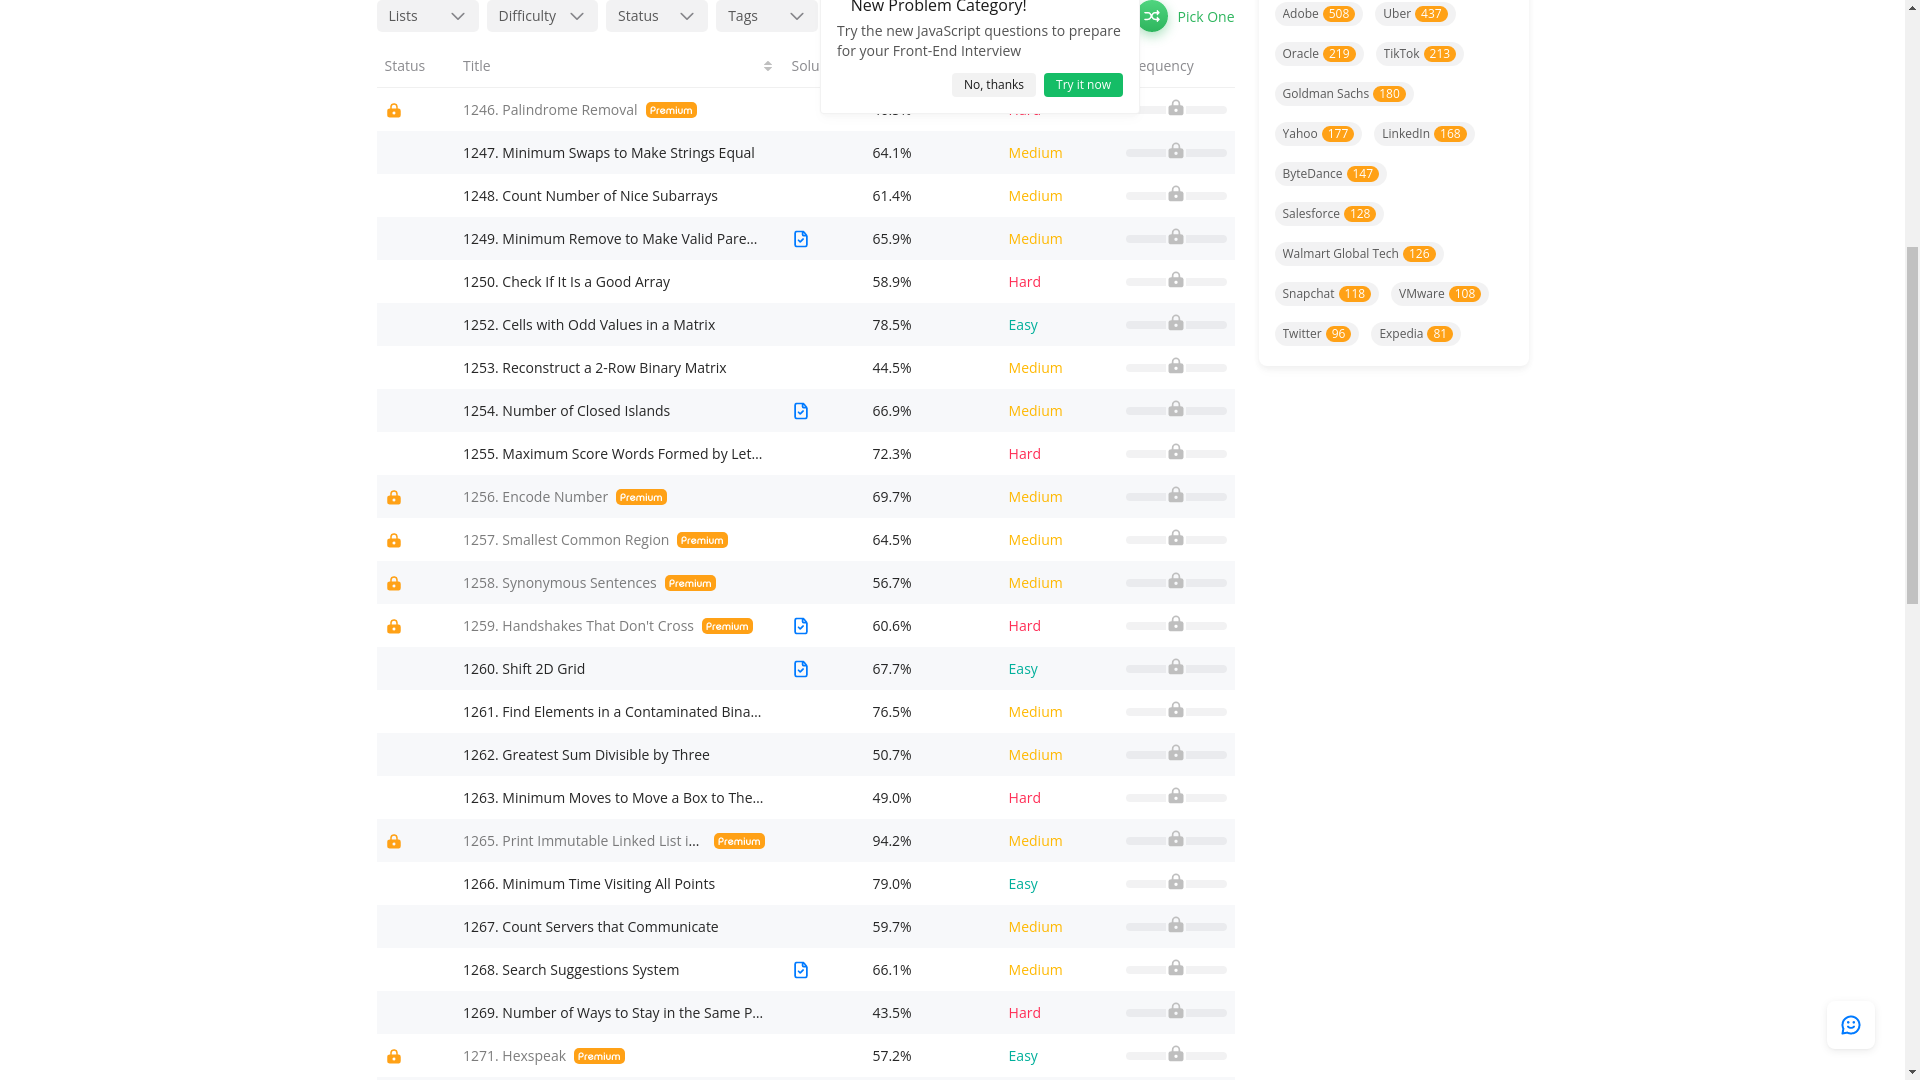 Lists
Difficulty
Status
Tags
New Problem Category!
Try the new JavaScript questions to prepare
for your Front-End Interview
No, thanks
Try it now
Pick One
Status
Title
Solu
equency
1246. Palindrome Removal Premium
1247. Minimum Swaps to Make Strings Equal 64.1% Medium
1248. Count Number of Nice Subarrays 61.4% Medium
1249. Minimum Remove to Make Valid Pare... 65.9% Medium
1250. Check If It Is a Good Array 58.9% Hard
1252. Cells with Odd Values in a Matrix 78.5% Easy
1253. Reconstruct a 2-Row Binary Matrix 44.5% Medium
1254. Number of Closed Islands 66.9% Medium
1255. Maximum Score Words Formed by Let... 72.3% Hard
1256. Encode Number Premium 69.7% Medium
1257. Smallest Common Region Premium 64.5% Medium
1258. Synonymous Sentences Premium 56.7% Medium
1259. Handshakes That Don't Cross Premium 60.6% Hard
1260. Shift 2D Grid 67.7% Easy
1261. Find Elements in a Contaminated Bina... 76.5% Medium
1262. Greatest Sum Divisible by Three 50.7% Medium
1263. Minimum Moves to Move a Box to The... 49.0% Hard
1265. Print Immutable Linked List i... Premium 94.2% Medium
1266. Minimum Time Visiting All Points 79.0% Easy
1267. Count Servers that Communicate 59.7% Medium
1268. Search Suggestions System 66.1% Medium
1269. Number of Ways to Stay in the Same P... 43.5% Hard
1271. Hexspeak Premium 57.2% Easy
Adobe 508 Uber 437
Oracle 219 TikTok 213
Goldman Sachs 180
Yahoo 177 LinkedIn 168
ByteDance 147
Salesforce 128
Walmart Global Tech 126
Snapchat 118 VMware 108
Twitter 96 Expedia 81